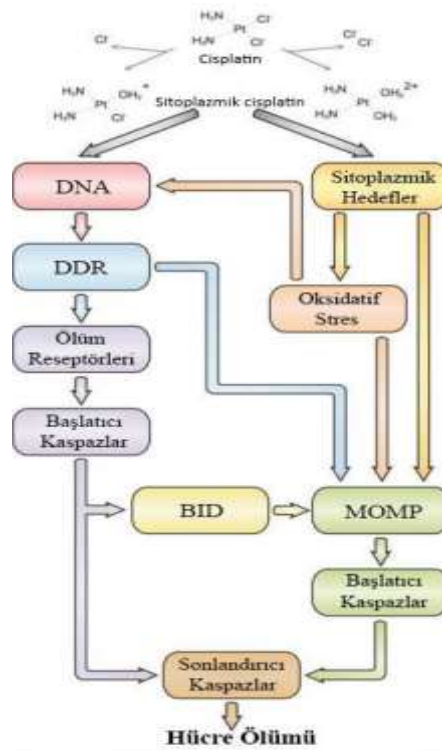 H₃N Cl⁻
Cl⁻ Pt Cl⁻
H₃N Cl⁻ Cl⁻
Cisplatin
H₃N OH₂⁺ H₃N OH₂²⁺
Pt Sitoplazmik cisplatin Pt
H₃N Cl H₃N OH₂
DNA
Sitoplazmik
Hedefler
DDR
Oksidatif
Stres
Ölüm
Reseptörleri
Başlatıcı
Kaspazlar
BID
MOMP
Başlatıcı
Kaspazlar
Sonlandırıcı
Kaspazlar
Hücre Ölümü